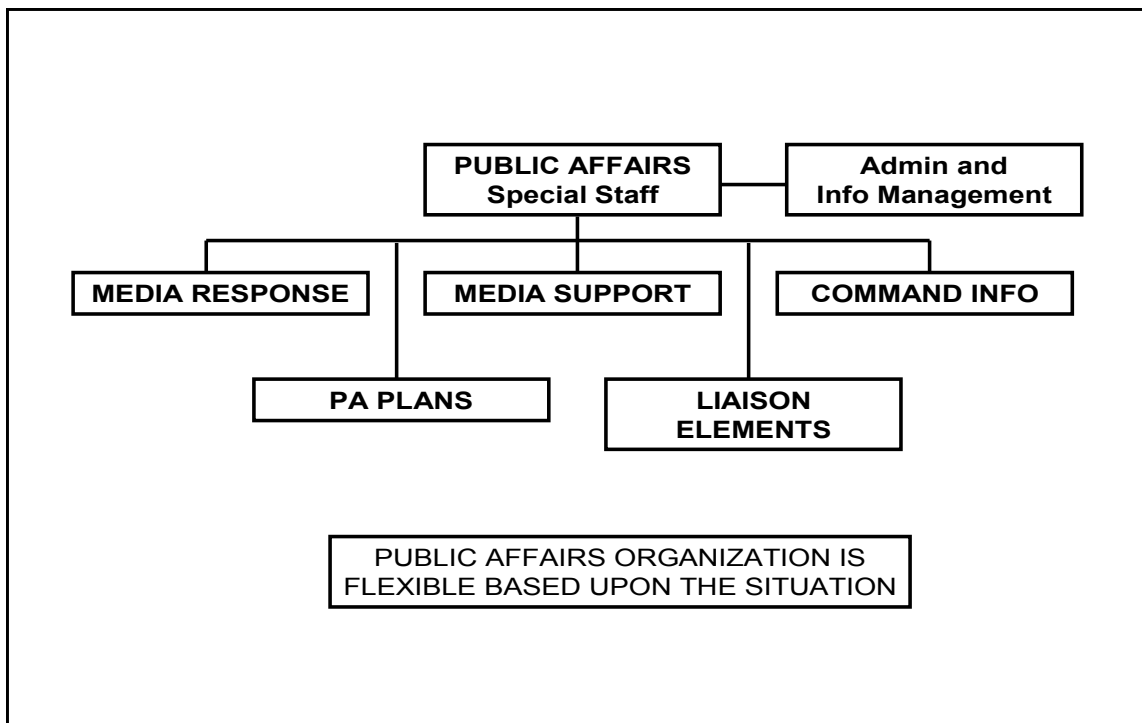 PUBLIC AFFAIRS
Special Staff
Admin and
Info Management
MEDIA RESPONSE
MEDIA SUPPORT
COMMAND INFO
PA PLANS
LIAISON
ELEMENTS
PUBLIC AFFAIRS ORGANIZATION IS
FLEXIBLE BASED UPON THE SITUATION